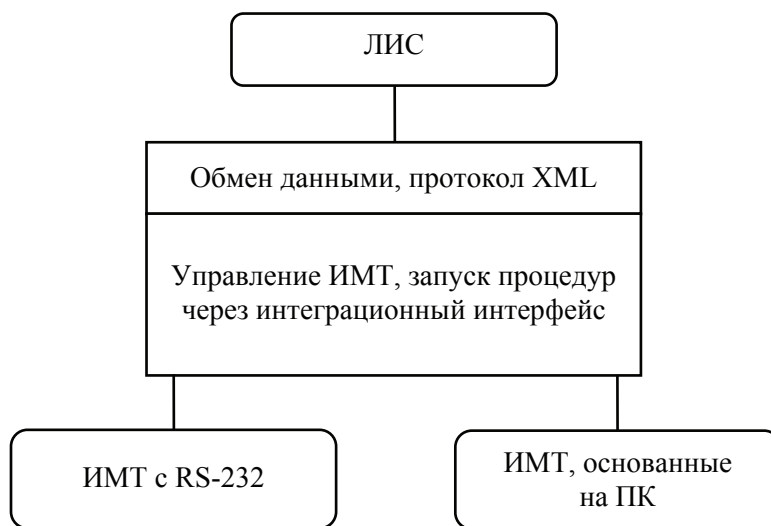 ЛИС
Обмен данными, протокол XML
Управление ИМТ, запуск процедур
через интеграционный интерфейс
ИМТ с RS-232
ИМТ, основанные
на ПК